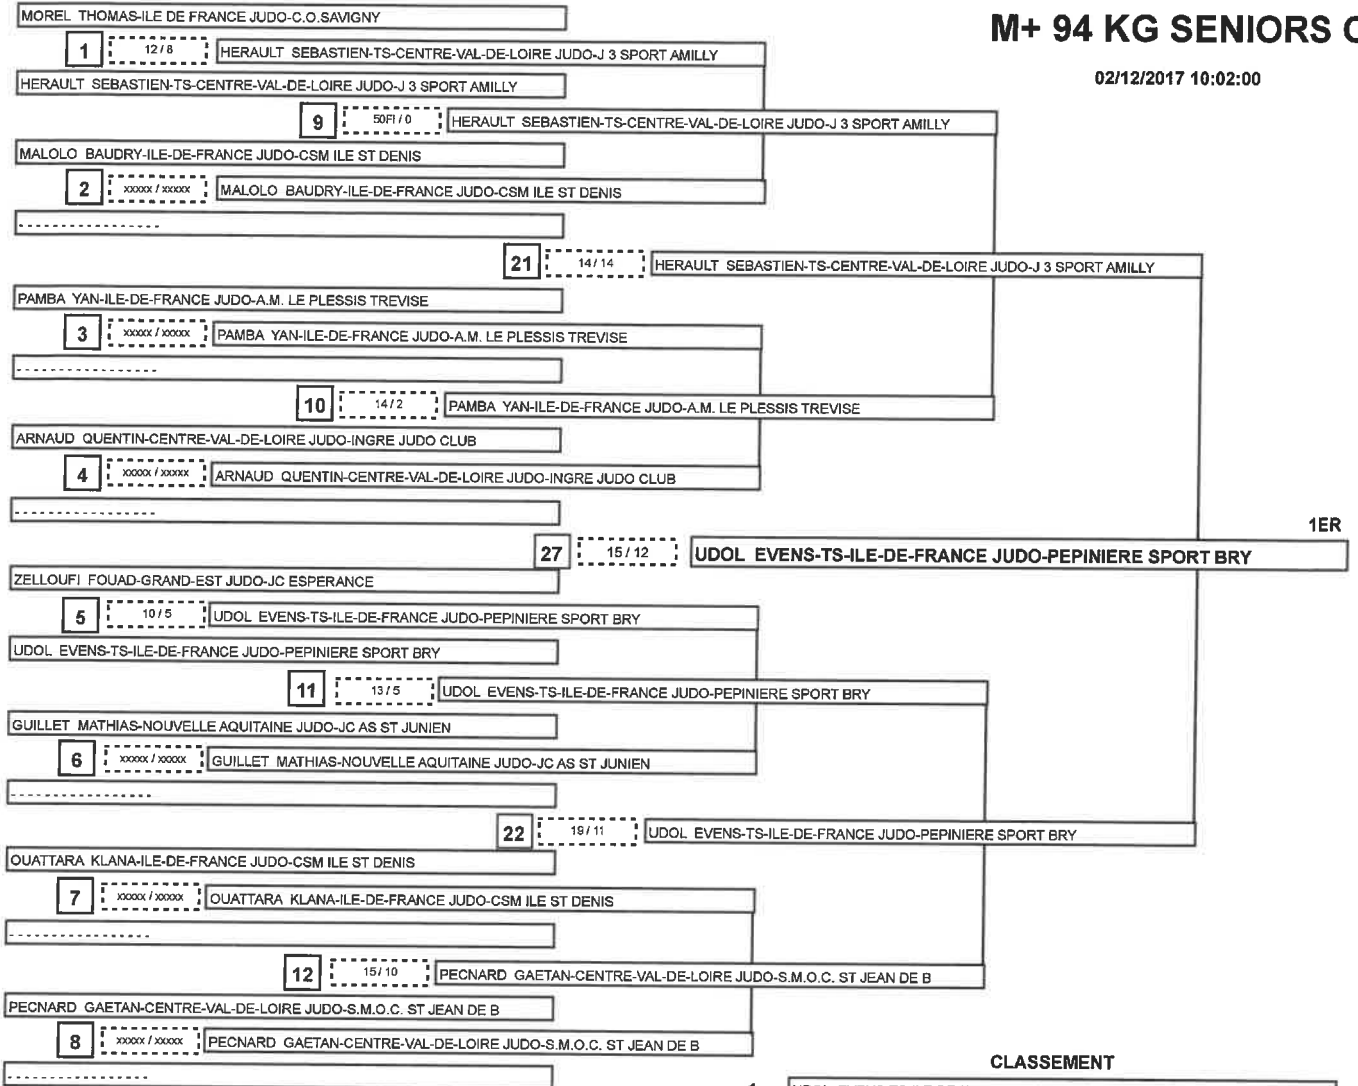 MOREL THOMAS-ILE DE FRANCE JUDO-C.O.SAVIGNY
M+ 94 KG SENIORS
1 12/8 HERAULT SEBASTIEN-TS-CENTRE-VAL-DE-LOIRE JUDO-J 3 SPORT AMILLY
02/12/2017 10:02:00
HERAULT SEBASTIEN-TS-CENTRE-VAL-DE-LOIRE JUDO-J 3 SPORT AMILLY
9 50FI/0 HERAULT SEBASTIEN-TS-CENTRE-VAL-DE-LOIRE JUDO-J 3 SPORT AMILLY
MALOLO BAUDRY-ILE-DE-FRANCE JUDO-CSM ILE ST DENIS
2 xxxxx / xxxxx MALOLO BAUDRY-ILE-DE-FRANCE JUDO-CSM ILE ST DENIS
- - - - - - - - - - - - - - - - -
21 14/14 HERAULT SEBASTIEN-TS-CENTRE-VAL-DE-LOIRE JUDO-J 3 SPORT AMILLY
PAMBA YAN-ILE-DE-FRANCE JUDO-A.M. LE PLESSIS TREVISE
3 xxxxx / xxxxx PAMBA YAN-ILE-DE-FRANCE JUDO-A.M. LE PLESSIS TREVISE
- - - - - - - - - - - - - - - - -
10 14/2 PAMBA YAN-ILE-DE-FRANCE JUDO-A.M. LE PLESSIS TREVISE
ARNAUD QUENTIN-CENTRE-VAL-DE-LOIRE JUDO-INGRE JUDO CLUB
4 xxxxx / xxxxx ARNAUD QUENTIN-CENTRE-VAL-DE-LOIRE JUDO-INGRE JUDO CLUB
- - - - - - - - - - - - - - - - -
1ER
27 15/12 UDOL EVENS-TS-ILE-DE-FRANCE JUDO-PEPINIERE SPORT BRY
ZELLOUFI FOUAD-GRAND-EST JUDO-JC ESPERANCE
5 10/5 UDOL EVENS-TS-ILE-DE-FRANCE JUDO-PEPINIERE SPORT BRY
UDOL EVENS-TS-ILE-DE-FRANCE JUDO-PEPINIERE SPORT BRY
11 13/5 UDOL EVENS-TS-ILE-DE-FRANCE JUDO-PEPINIERE SPORT BRY
GUILLET MATHIAS-NOUVELLE AQUITAINE JUDO-JC AS ST JUNIEN
6 xxxxx / xxxxx GUILLET MATHIAS-NOUVELLE AQUITAINE JUDO-JC AS ST JUNIEN
- - - - - - - - - - - - - - - - -
22 19/11 UDOL EVENS-TS-ILE-DE-FRANCE JUDO-PEPINIERE SPORT BRY
OUATTARA KLANA-ILE-DE-FRANCE JUDO-CSM ILE ST DENIS
7 xxxxx / xxxxx OUATTARA KLANA-ILE-DE-FRANCE JUDO-CSM ILE ST DENIS
- - - - - - - - - - - - - - - - -
12 15/10 PECNARD GAETAN-CENTRE-VAL-DE-LOIRE JUDO-S.M.O.C. ST JEAN DE B
PECNARD GAETAN-CENTRE-VAL-DE-LOIRE JUDO-S.M.O.C. ST JEAN DE B
8 xxxxx / xxxxx PECNARD GAETAN-CENTRE-VAL-DE-LOIRE JUDO-S.M.O.C. ST JEAN DE B
CLASSEMENT
- - - - - - - - - - - - - - - - -